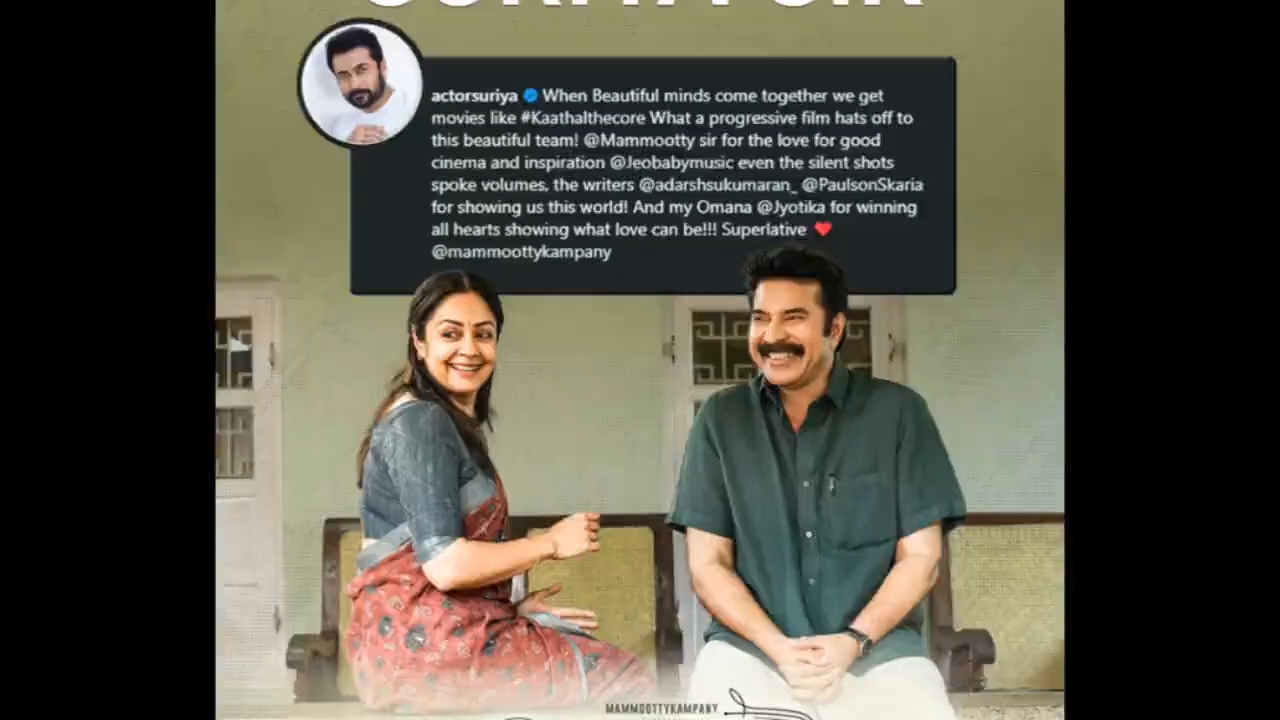 SURIYA SIR
actorsuriya When Beautiful minds come together we get
movies like #Kaathalthecore What a progressive film hats off to
this beautiful team! @Mammootty sir for the love for good
cinema and inspiration @Jeobabymusic even the silent shots
spoke volumes, the writers @adarshsukumaran_ @PaulsonSkaria
for showing us this world! And my Omana @Jyotika for winning
all hearts showing what love can be!!! Superlative ❤️
@mammoottykampany
MAMMOOTTYKAMPANY